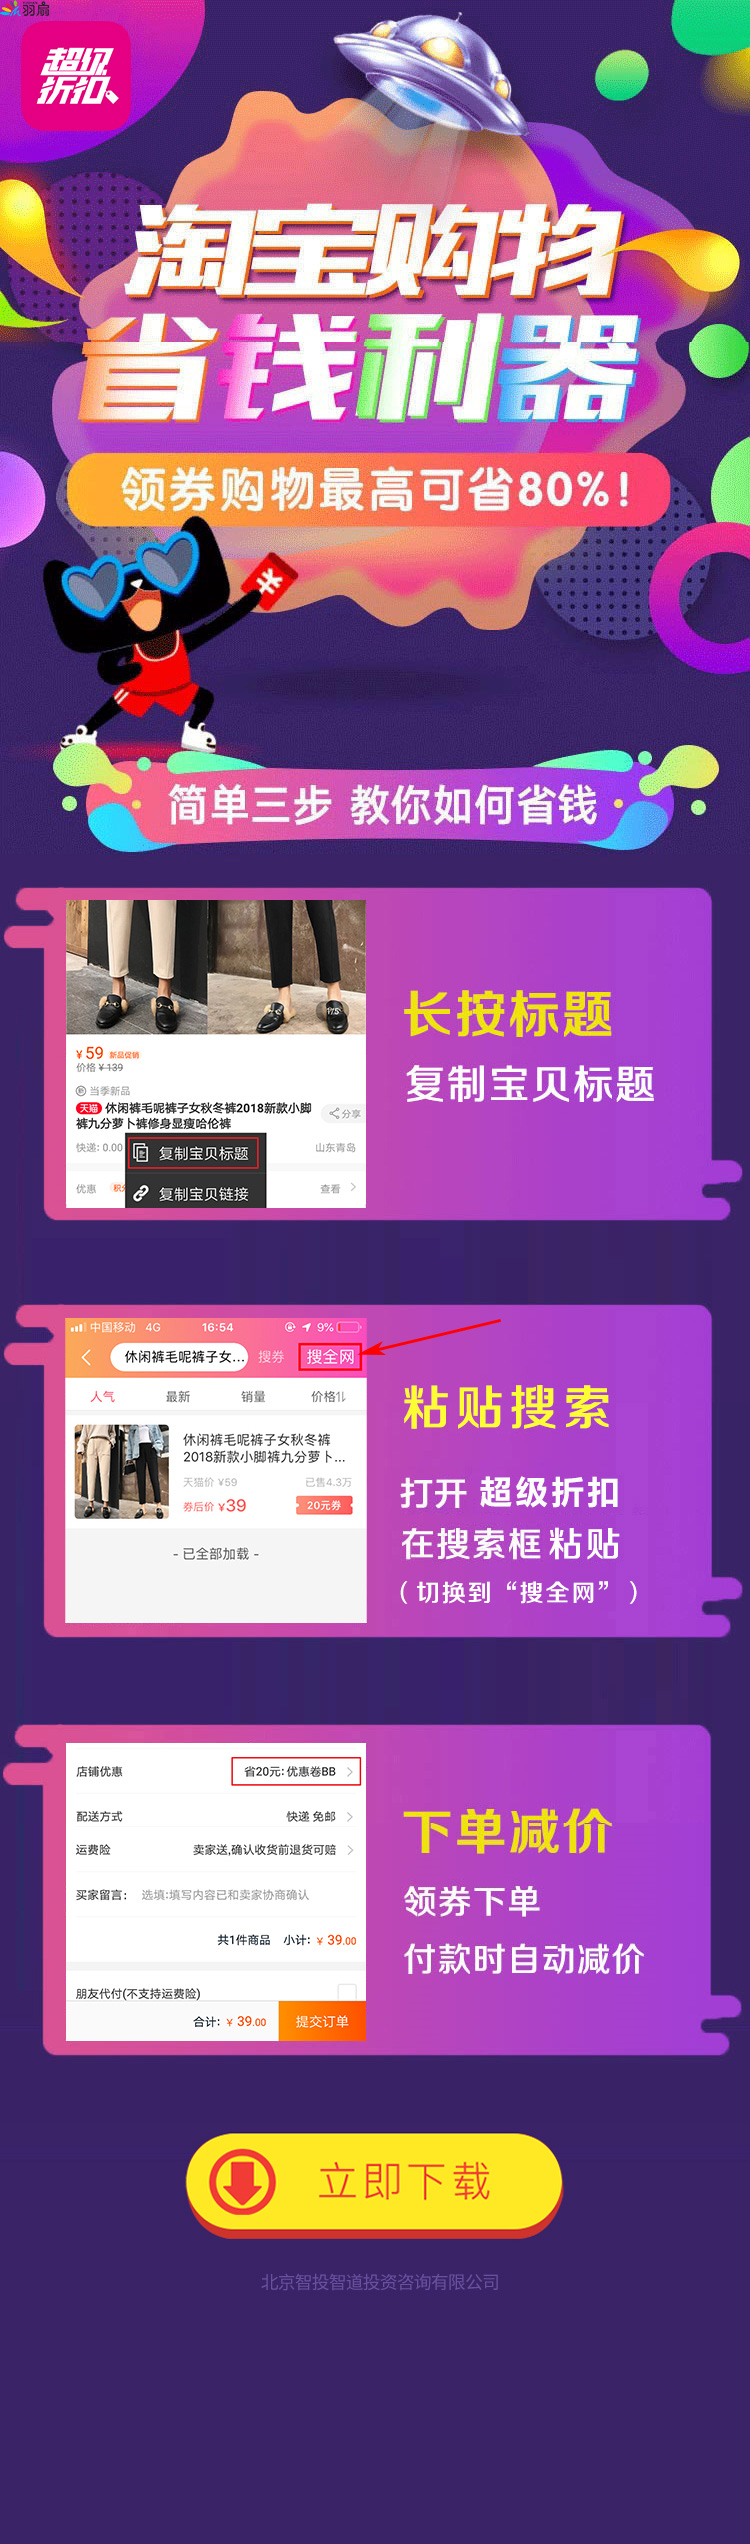 羽扇
超级
折扣
淘宝购物
省钱利器
领券购物最高可省80%!
简单三步 教你如何省钱
1/5
¥59 新品促销
价格 ¥139
当季新品
天猫 休闲裤毛呢裤子女秋冬裤2018新款小脚
裤九分萝卜裤修身显瘦哈伦裤
分享
快递: 0.00
山东青岛
复制宝贝标题
优惠
查看
复制宝贝链接
长按标题
复制宝贝标题
中国移动 4G 16:54 9%
休闲裤毛呢裤子女... 搜券 搜全网
人气 最新 销量 价格
休闲裤毛呢裤子女秋冬裤
2018新款小脚裤九分萝卜...
天猫价 ¥59 已售4.3万
券后价 ¥39 20元券
- 已全部加载 -
粘贴搜索
打开 超级折扣
在搜索框 粘贴
( 切换到“搜全网” )
店铺优惠 省20元: 优惠卷BB
配送方式 快递 免邮
运费险 卖家送,确认收货前退货可赔
买家留言: 选填:填写内容已和卖家协商确认
共1件商品 小计: ¥ 39.00
朋友代付(不支持运费险)
合计: ¥ 39.00 提交订单
下单减价
领券下单
付款时自动减价
立即下载
北京智投智道投资咨询有限公司